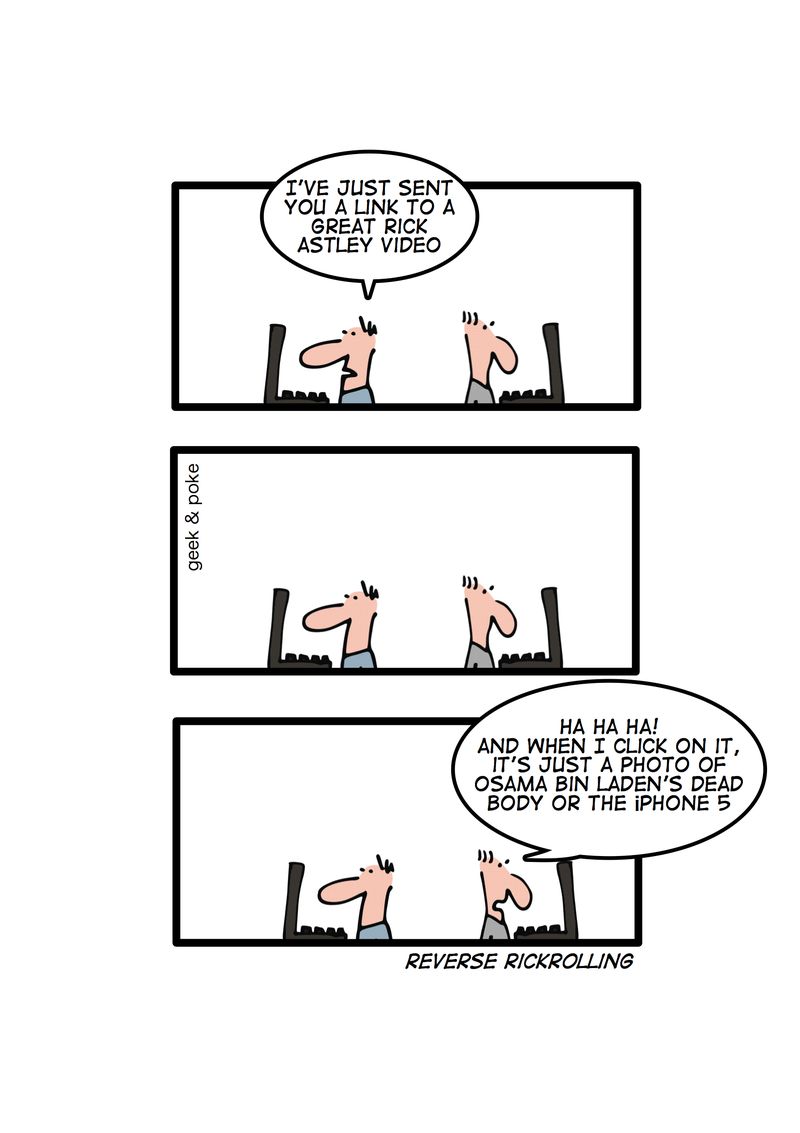 I'VE JUST SENT
YOU A LINK TO A
GREAT RICK
ASTLEY VIDEO
geek & poke
HA HA HA!
AND WHEN I CLICK ON IT,
IT'S JUST A PHOTO OF
OSAMA BIN LADEN'S DEAD
BODY OR THE iPHONE 5
REVERSE RICKROLLING